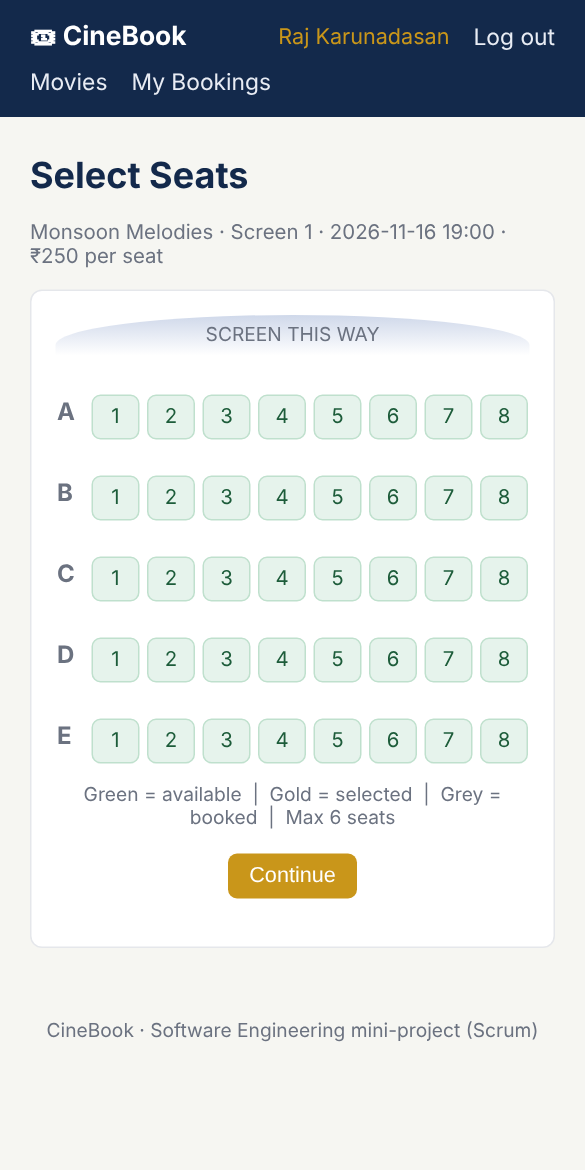 🎟 CineBook
Raj Karunadasan
Log out
Movies
My Bookings
Select Seats
Monsoon Melodies · Screen 1 · 2026-11-16 19:00 ·
₹250 per seat
SCREEN THIS WAY
A 1 2 3 4 5 6 7 8
B 1 2 3 4 5 6 7 8
C 1 2 3 4 5 6 7 8
D 1 2 3 4 5 6 7 8
E 1 2 3 4 5 6 7 8
Green = available │ Gold = selected │ Grey =
booked │ Max 6 seats
Continue
CineBook · Software Engineering mini-project (Scrum)